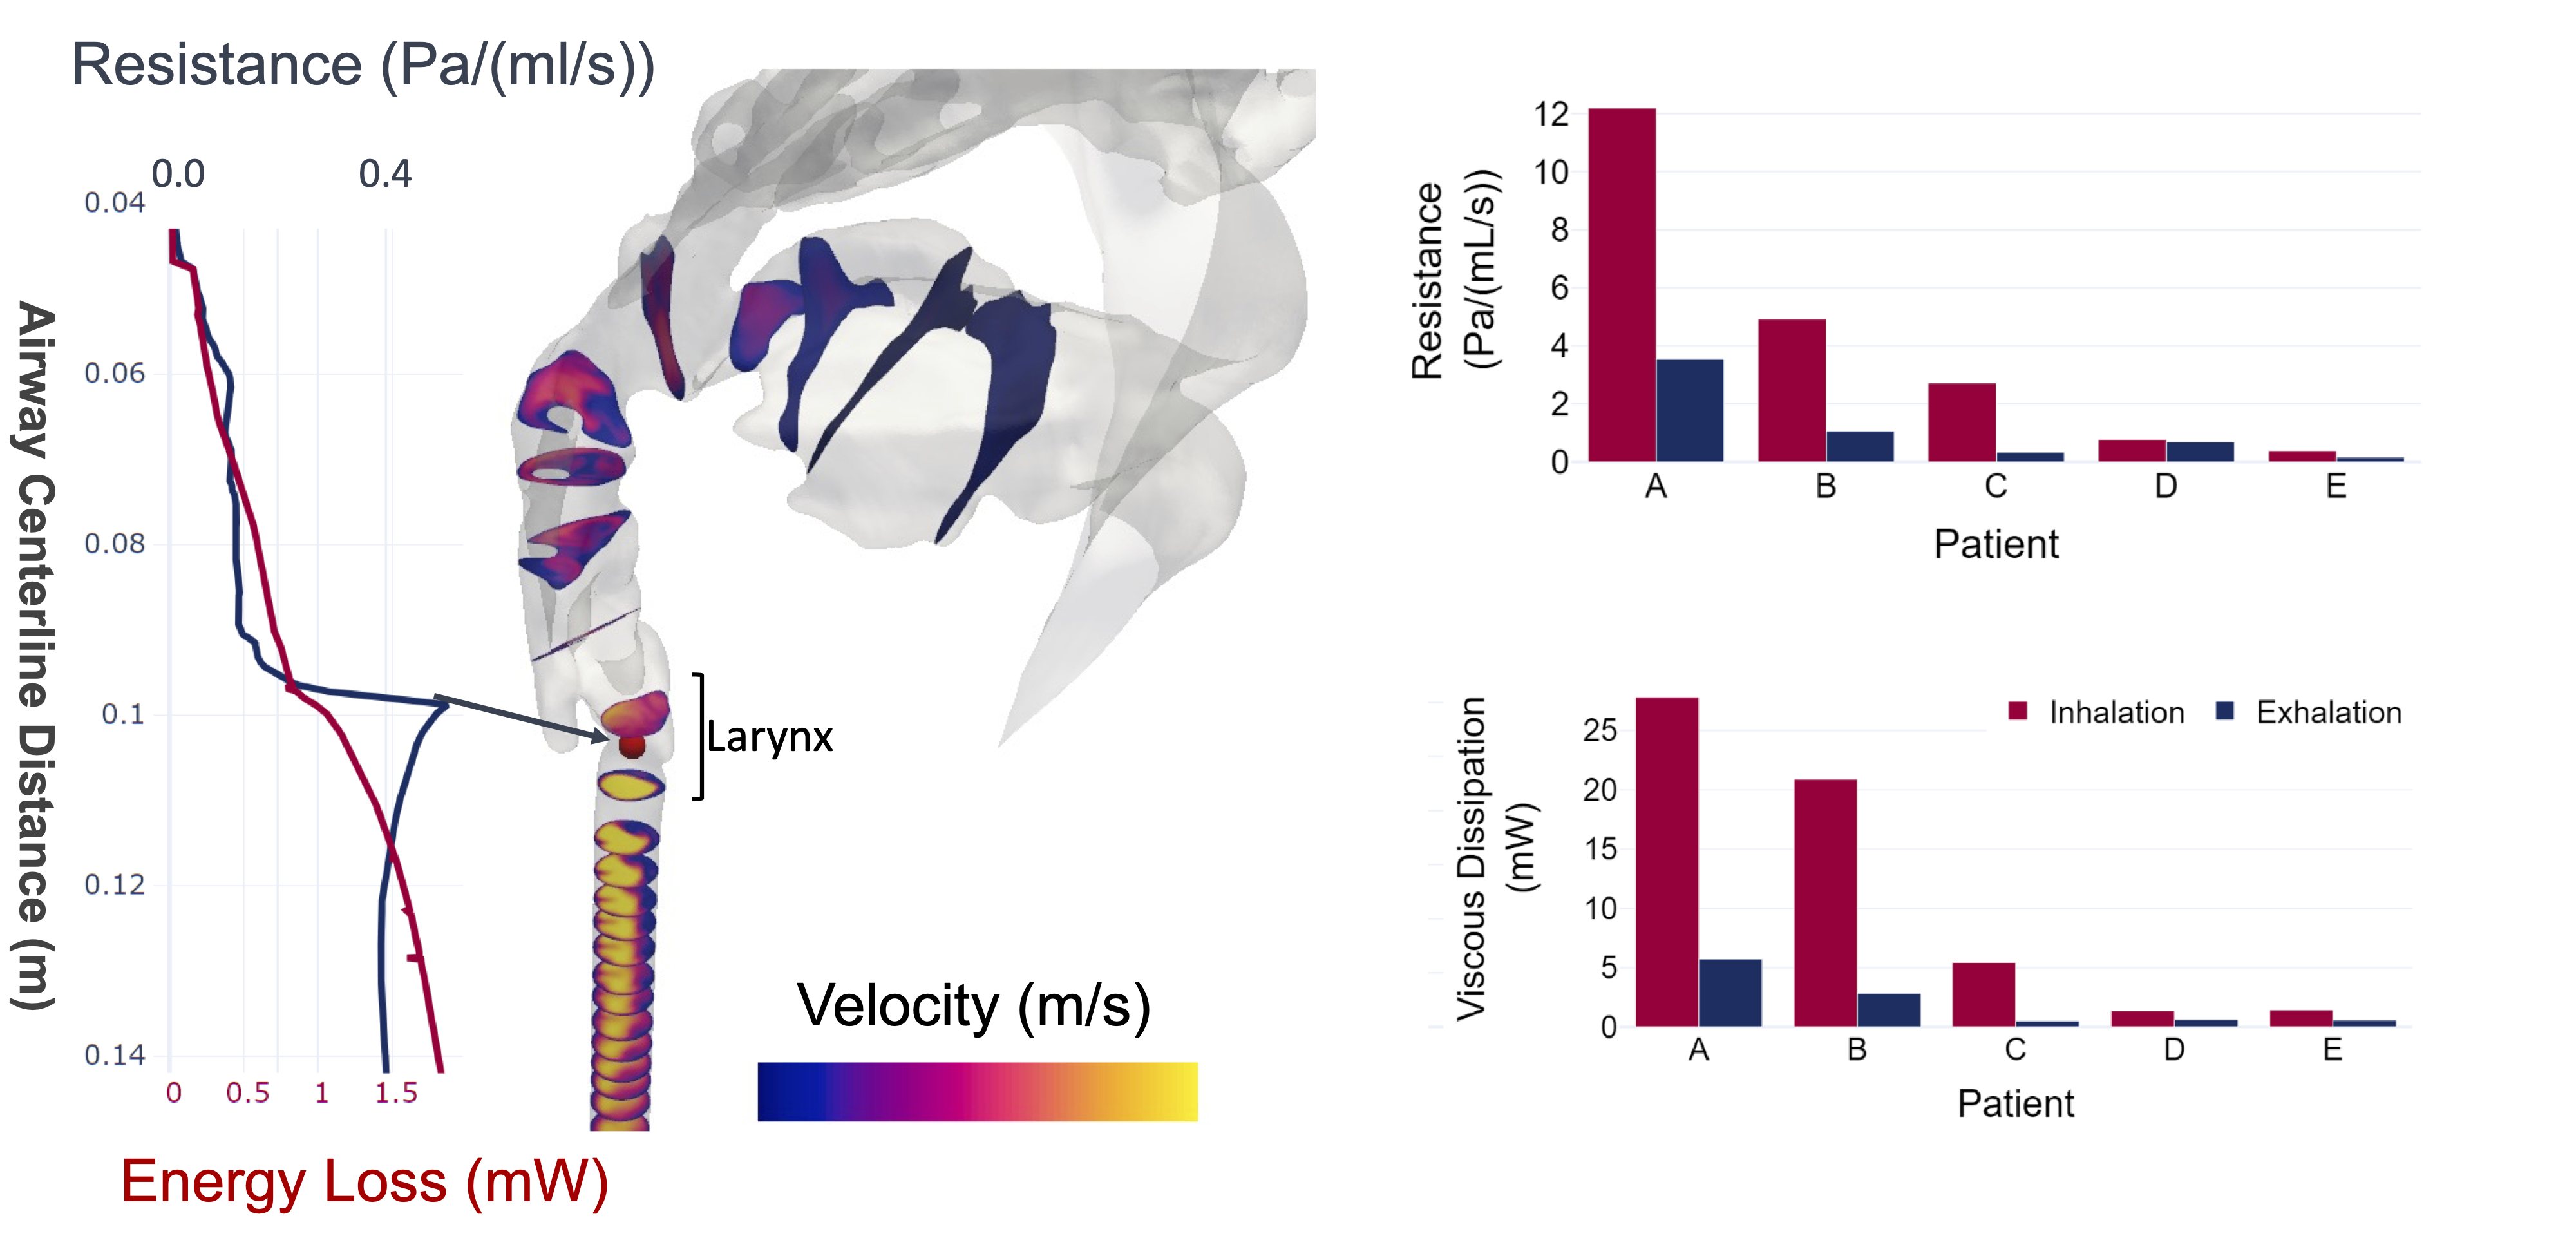 Resistance (Pa/(ml/s))
0.0 0.4
0.04
0.06
0.08
0.1
0.12
0.14
Airway Centerline Distance (m)
0 0.5 1 1.5
Energy Loss (mW)
Larynx
Velocity (m/s)
Resistance
(Pa/(mL/s))
12
10
8
6
4
2
0
A B C D E
Patient
Viscous Dissipation
(mW)
Inhalation Exhalation
25
20
15
10
5
0
A B C D E
Patient